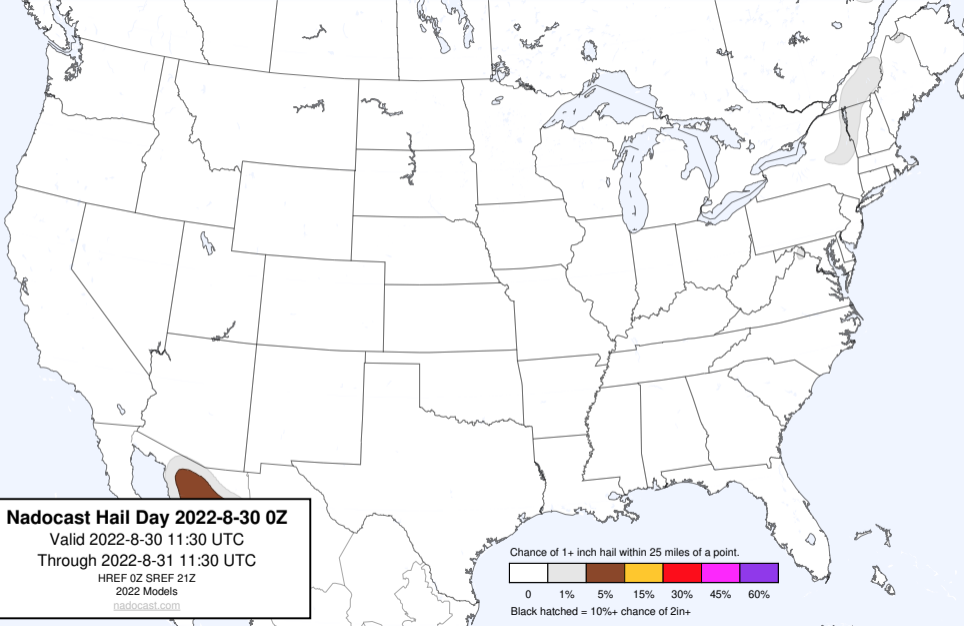 Nadocast Hail Day 2022-8-30 0Z
Valid 2022-8-30 11:30 UTC
Through 2022-8-31 11:30 UTC
HREF 0Z SREF 21Z
2022 Models
nadocast.com
Chance of 1+ inch hail within 25 miles of a point.
0 1% 5% 15% 30% 45% 60%
Black hatched = 10%+ chance of 2in+